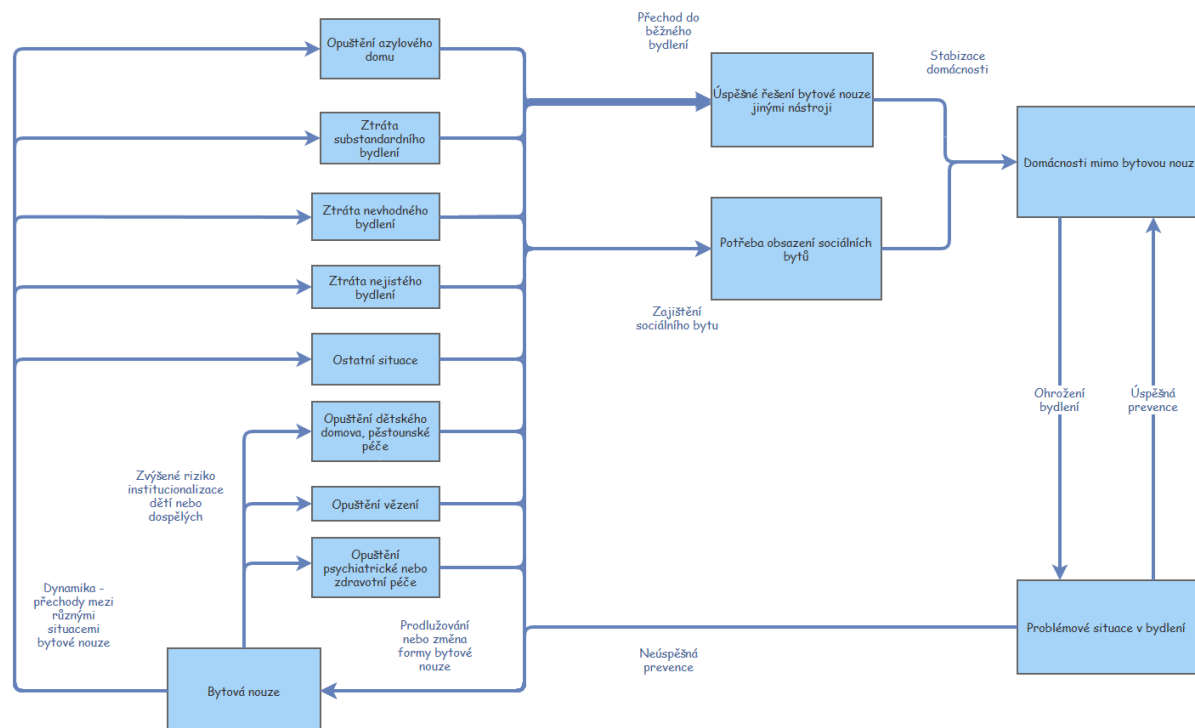 Opuštění azylového
domu
Ztráta
substandardního
bydlení
Ztráta nevhodného
bydlení
Ztráta nejistého
bydlení
Ostatní situace
Opuštění dětského
domova, pěstounské
péče
Opuštění vězení
Opuštění
psychiatrické nebo
zdravotní péče
Zvýšené riziko
institucionalizace
dětí nebo
dospělých
Dynamika -
přechody mezi
různými
situacemi
bytové nouze
Bytová nouze
Prodlužování
nebo změna
formy bytové
nouze
Přechod do
běžného
bydlení
Úspěšné řešení bytové nouze
jinými nástroji
Potřeba obsazení sociálních
bytů
Zajištění
sociálního bytu
Stabizace
domácnosti
Domácnosti mimo bytovou nouz
Ohrožení
bydlení
Úspěšná
prevence
Problémové situace v bydlení
Neúspěšná
prevence